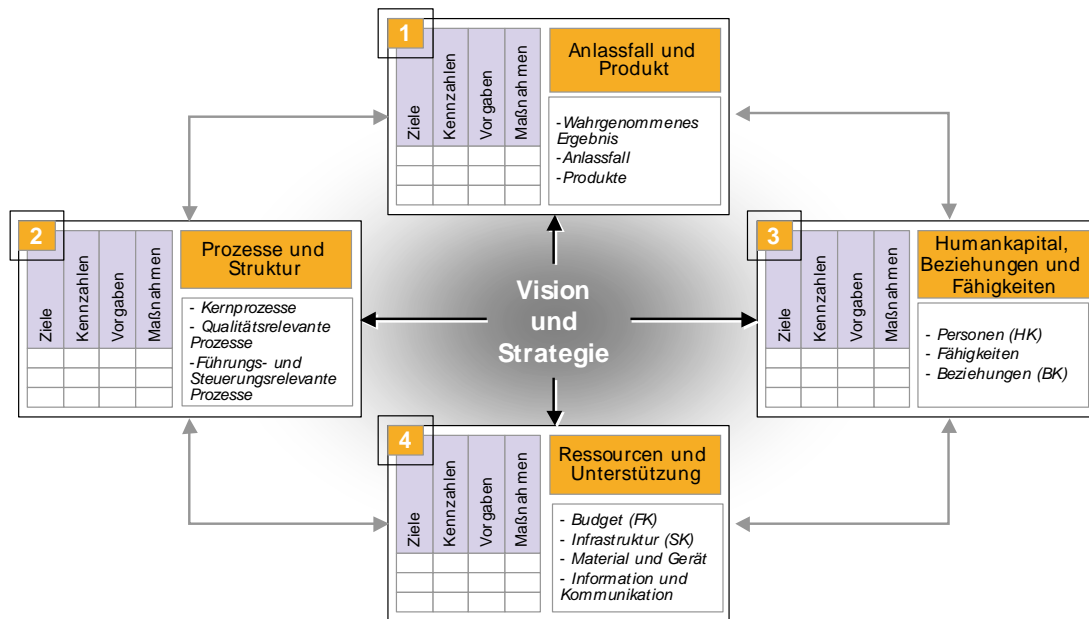 1
Ziele
Kennzahlen
Vorgaben
Maßnahmen
Anlassfall und
Produkt
-Wahrgenommenes
Ergebnis
-Anlassfall
-Produkte
2
Ziele
Kennzahlen
Vorgaben
Maßnahmen
Prozesse und
Struktur
- Kernprozesse
- Qualitätsrelevante
Prozesse
-Führungs- und
Steuerungsrelevante
Prozesse
Vision
und
Strategie
3
Ziele
Kennzahlen
Vorgaben
Maßnahmen
Humankapital,
Beziehungen und
Fähigkeiten
- Personen (HK)
- Fähigkeiten
- Beziehungen (BK)
4
Ziele
Kennzahlen
Vorgaben
Maßnahmen
Ressourcen und
Unterstützung
- Budget (FK)
- Infrastruktur (SK)
- Material und Gerät
- Information und
Kommunikation